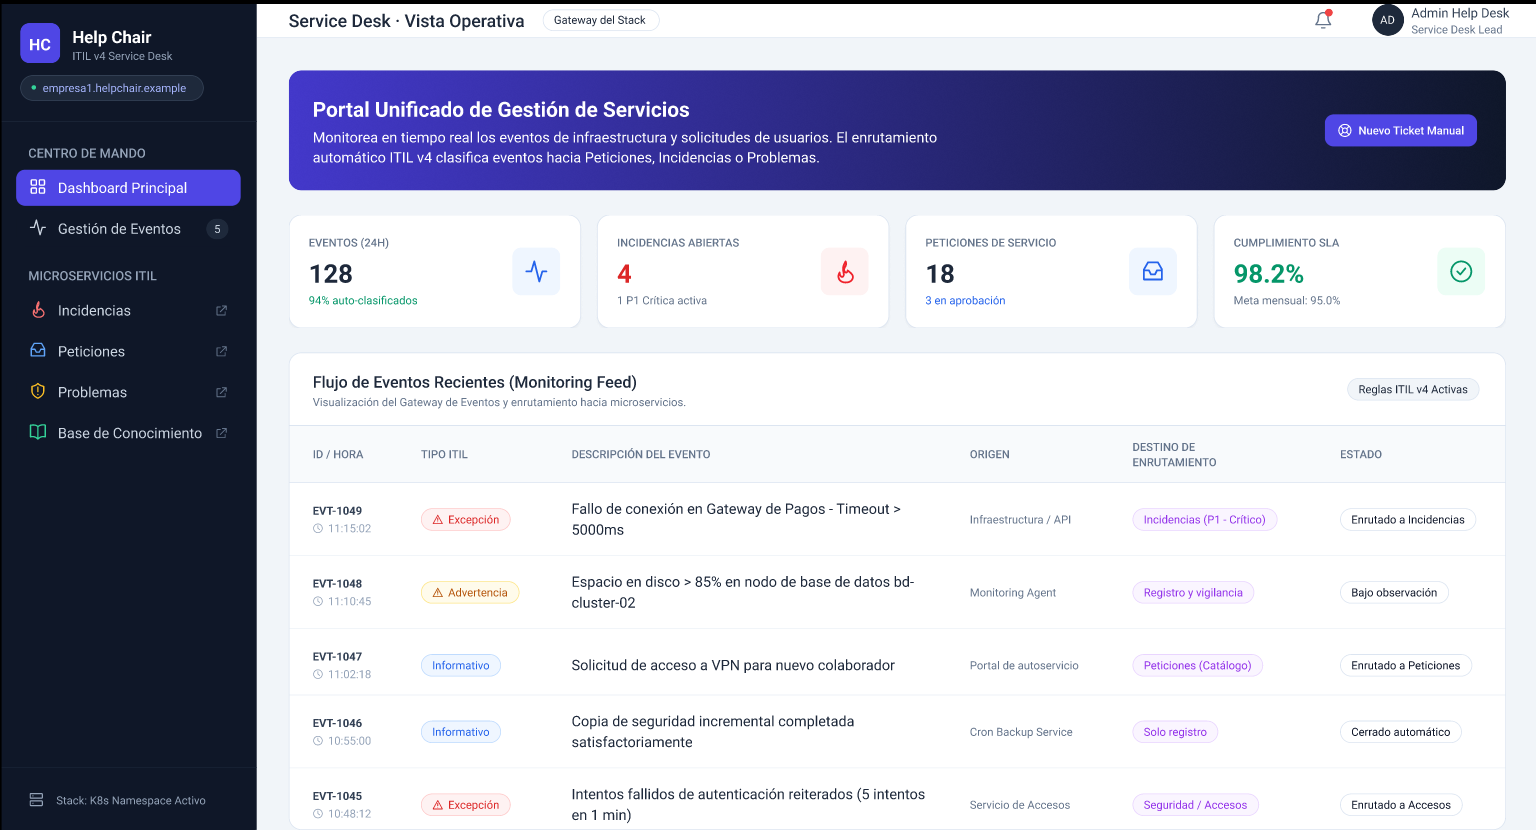 HC
Help Chair
ITIL v4 Service Desk
empresa1.helpchair.example
CENTRO DE MANDO
Dashboard Principal
Gestión de Eventos 5
MICROSERVICIOS ITIL
Incidencias
Peticiones
Problemas
Base de Conocimiento
Stack: K8s Namespace Activo
Service Desk · Vista Operativa
Gateway del Stack
AD
Admin Help Desk
Service Desk Lead
Portal Unificado de Gestión de Servicios
Monitorea en tiempo real los eventos de infraestructura y solicitudes de usuarios. El enrutamiento
automático ITIL v4 clasifica eventos hacia Peticiones, Incidencias o Problemas.
Nuevo Ticket Manual
EVENTOS (24H)
128
94% auto-clasificados
INCIDENCIAS ABIERTAS
4
1 P1 Crítica activa
PETICIONES DE SERVICIO
18
3 en aprobación
CUMPLIMIENTO SLA
98.2%
Meta mensual: 95.0%
Flujo de Eventos Recientes (Monitoring Feed)
Visualización del Gateway de Eventos y enrutamiento hacia microservicios.
Reglas ITIL v4 Activas
ID / HORA
TIPO ITIL
DESCRIPCIÓN DEL EVENTO
ORIGEN
DESTINO DE
ENRUTAMIENTO
ESTADO
EVT-1049
11:15:02
Excepción
Fallo de conexión en Gateway de Pagos - Timeout >
5000ms
Infraestructura / API
Incidencias (P1 - Crítico)
Enrutado a Incidencias
EVT-1048
11:10:45
Advertencia
Espacio en disco > 85% en nodo de base de datos bd-
cluster-02
Monitoring Agent
Registro y vigilancia
Bajo observación
EVT-1047
11:02:18
Informativo
Solicitud de acceso a VPN para nuevo colaborador
Portal de autoservicio
Peticiones (Catálogo)
Enrutado a Peticiones
EVT-1046
10:55:00
Informativo
Copia de seguridad incremental completada
satisfactoriamente
Cron Backup Service
Solo registro
Cerrado automático
EVT-1045
10:48:12
Excepción
Intentos fallidos de autenticación reiterados (5 intentos
en 1 min)
Servicio de Accesos
Seguridad / Accesos
Enrutado a Accesos